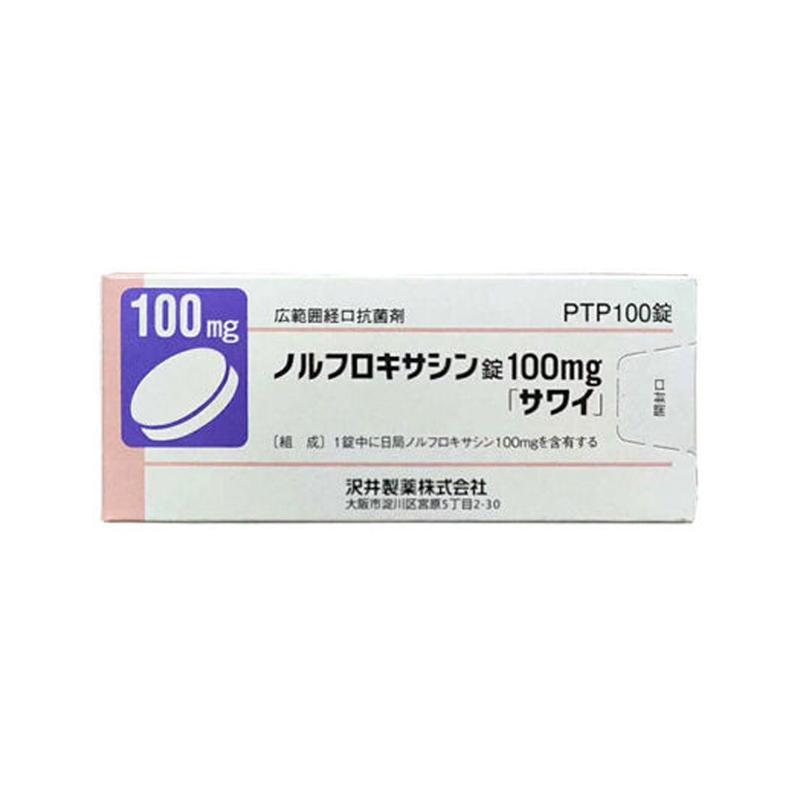 100mg
広範囲経口抗菌剤
PTP100錠
ノルフロキサシン錠100mg
「サワイ」
開封口
〔組　成〕1錠中に日局ノルフロキサシン100mgを含有する
沢井製薬株式会社
大阪市淀川区宮原5丁目2-30